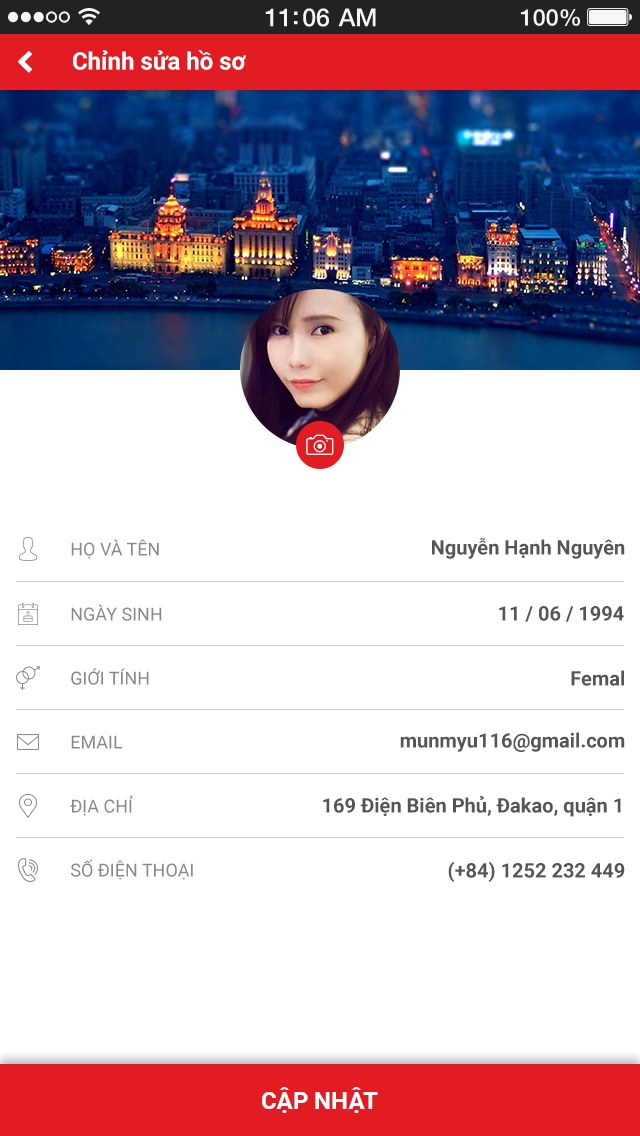 11:06 AM 100%
Chỉnh sửa hồ sơ
HỌ VÀ TÊN Nguyễn Hạnh Nguyên
NGÀY SINH 11 / 06 / 1994
GIỚI TÍNH Femal
EMAIL munmyu116@gmail.com
ĐỊA CHỈ 169 Điện Biên Phủ, Đakao, quận 1
SỐ ĐIỆN THOẠI (+84) 1252 232 449
CẬP NHẬT